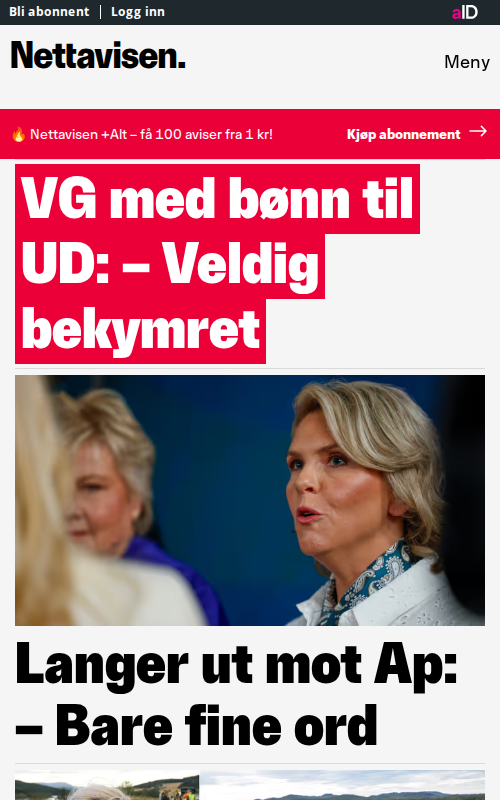 Bli abonnent | Logg inn
aID
Nettavisen.
Meny
🔥 Nettavisen +Alt – få 100 aviser fra 1 kr!
Kjøp abonnement →
VG med bønn til
UD: – Veldig
bekymret
Langer ut mot Ap:
– Bare fine ord